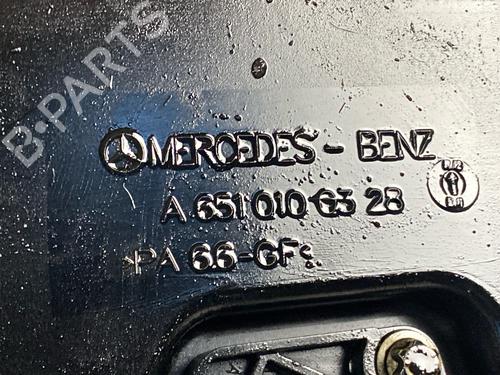 B-PARTS
MERCEDES-BENZ
A 651 010 63 28
>PA 66-GF<